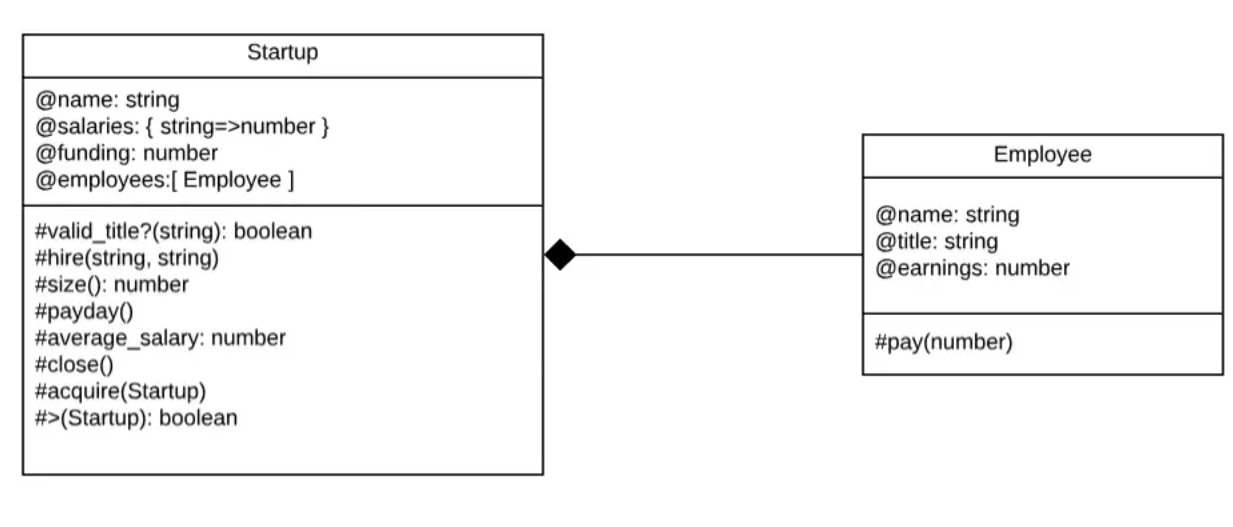 Startup
@name: string
@salaries: { string=>number }
@funding: number
@employees:[ Employee ]
#valid_title?(string): boolean
#hire(string, string)
#size(): number
#payday()
#average_salary: number
#close()
#acquire(Startup)
#>(Startup): boolean
Employee
@name: string
@title: string
@earnings: number
#pay(number)